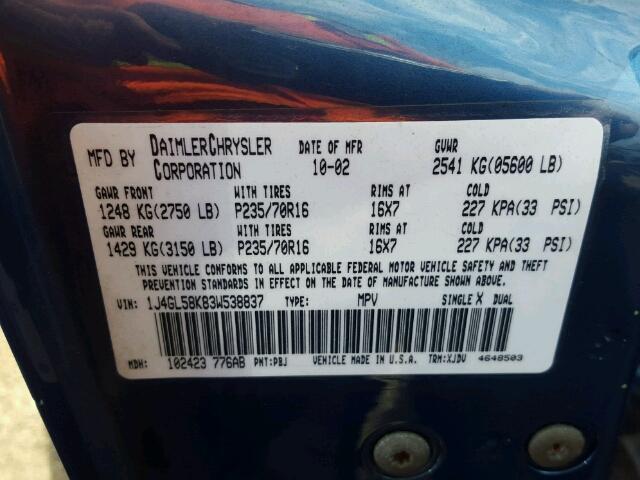 MFD BY DAIMLERCHRYSLER CORPORATION DATE OF MFR 10-02 GVWR 2541 KG(05600 LB)
GAWR FRONT WITH TIRES RIMS AT COLD
1248 KG(2750 LB) P235/70R16 16X7 227 KPA(33 PSI)
GAWR REAR WITH TIRES RIMS AT COLD
1429 KG(3150 LB) P235/70R16 16X7 227 KPA(33 PSI)
THIS VEHICLE CONFORMS TO ALL APPLICABLE FEDERAL MOTOR VEHICLE SAFETY AND THEFT
PREVENTION STANDARDS IN EFFECT ON THE DATE OF MANUFACTURE SHOWN ABOVE.
VIN: 1J4GL58K83W538837 TYPE: MPV SINGLE X DUAL
MDH: 102423 776AB PNT:PBJ VEHICLE MADE IN U.S.A. TRM:XJDV 4648503